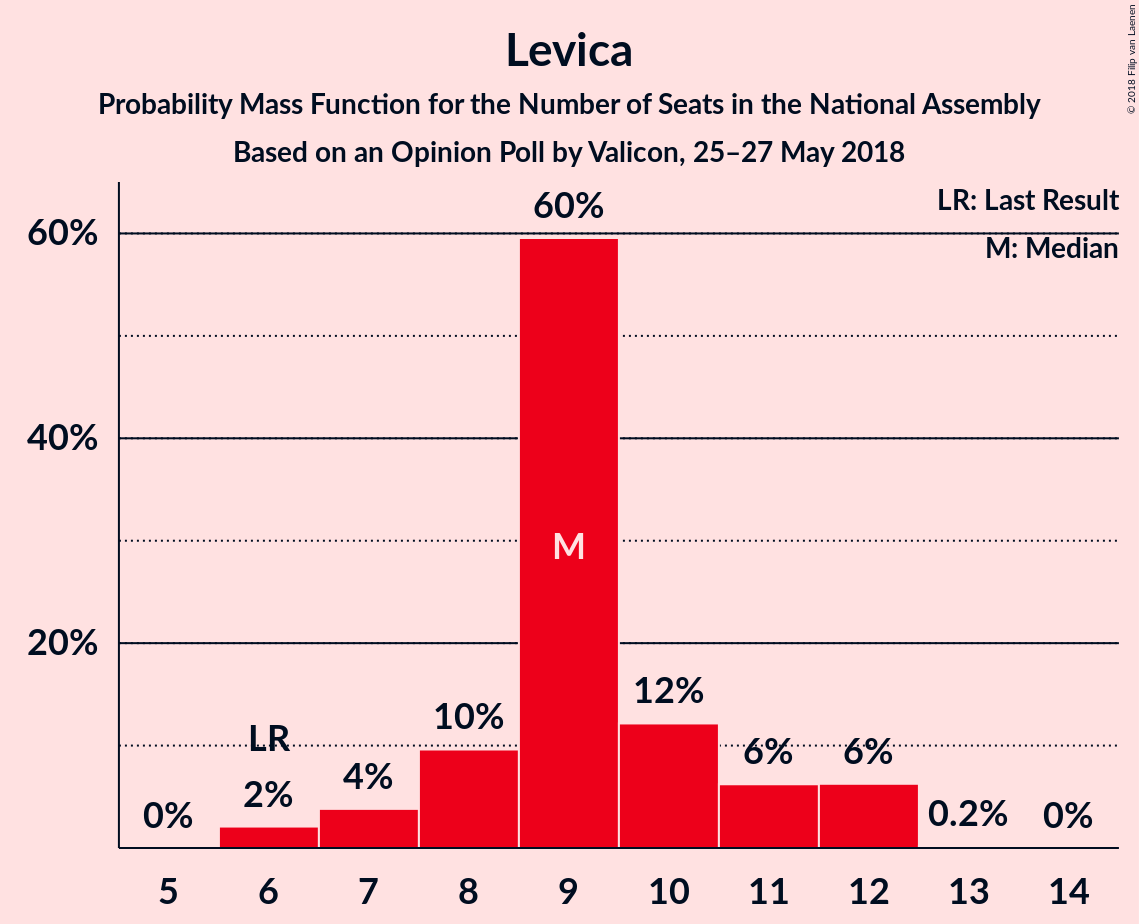 Levica
Probability Mass Function for the Number of Seats in the National Assembly
Based on an Opinion Poll by Valicon, 25–27 May 2018
© 2018 Filip van Laenen
LR: Last Result
M: Median
60%
40%
20%
0%
LR
2%
4%
10%
60%
M
12%
6%
6%
0.2%
0%
5 6 7 8 9 10 11 12 13 14